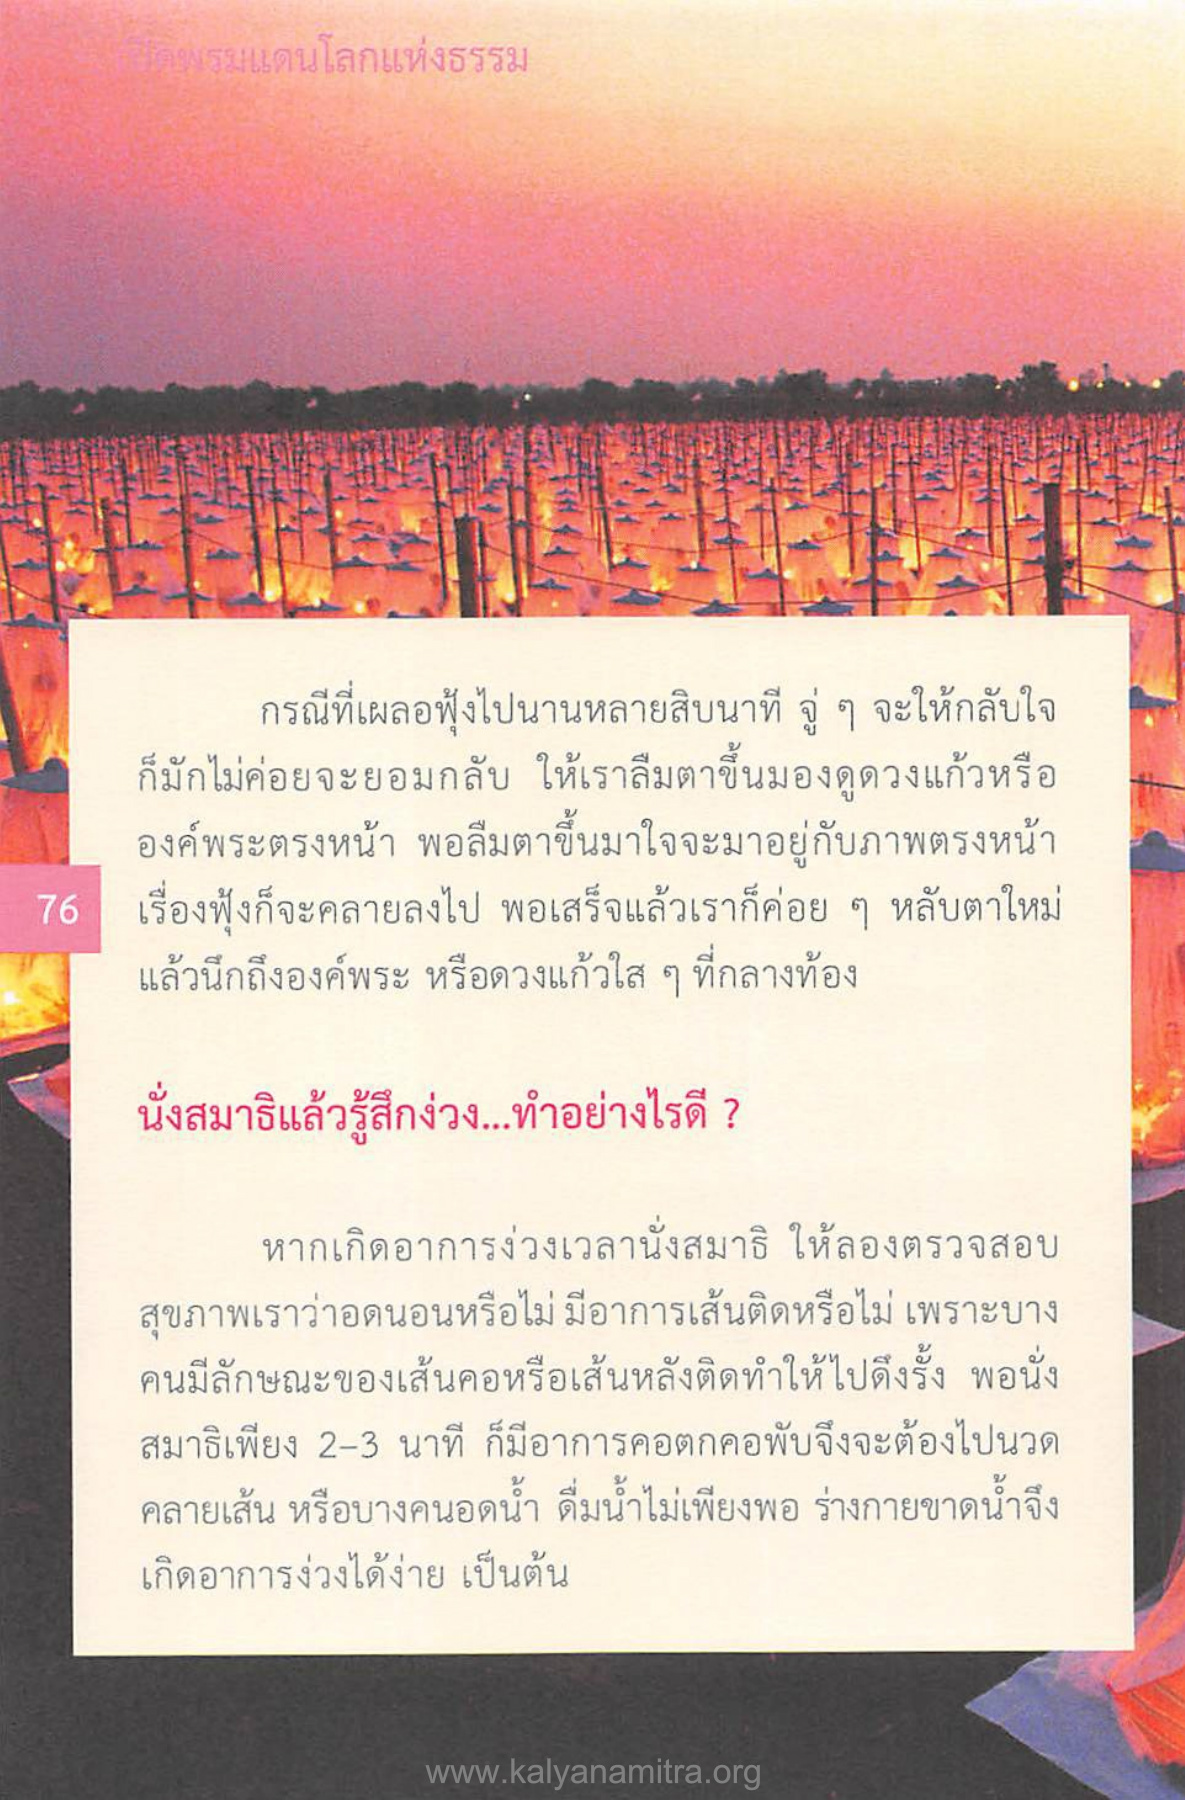 เปิดพรมแดนโลกแห่งธรรม
กรณีที่เผลอฟุ้งไปนานหลายสิบนาที จู่ ๆ จะให้กลับใจ
ก็มักไม่ค่อยจะยอมกลับ ให้เราลืมตาขึ้นมองดูดวงแก้วหรือ
องค์พระตรงหน้า พอลืมตาขึ้นมาใจจะมาอยู่กับภาพตรงหน้า
76
เรื่องฟุ้งก็จะคลายลงไป พอเสร็จแล้วเราก็ค่อย ๆ หลับตาใหม่
แล้วนึกถึงองค์พระ หรือดวงแก้วใส ๆ ที่กลางท้อง
นั่งสมาธิแล้วรู้สึกง่วง...ทำอย่างไรดี ?
หากเกิดอาการง่วงเวลานั่งสมาธิ ให้ลองตรวจสอบ
สุขภาพเราว่าอดนอนหรือไม่ มีอาการเส้นติดหรือไม่ เพราะบาง
คนมีลักษณะของเส้นคอหรือเส้นหลังติดทำให้ไปดึงรั้ง พอนั่ง
สมาธิเพียง 2–3 นาที ก็มีอาการคอตกคอพับจึงจะต้องไปนวด
คลายเส้น หรือบางคนอดน้ำ ดื่มน้ำไม่เพียงพอ ร่างกายขาดน้ำจึง
เกิดอาการง่วงได้ง่าย เป็นต้น
www.kalyanamitra.org